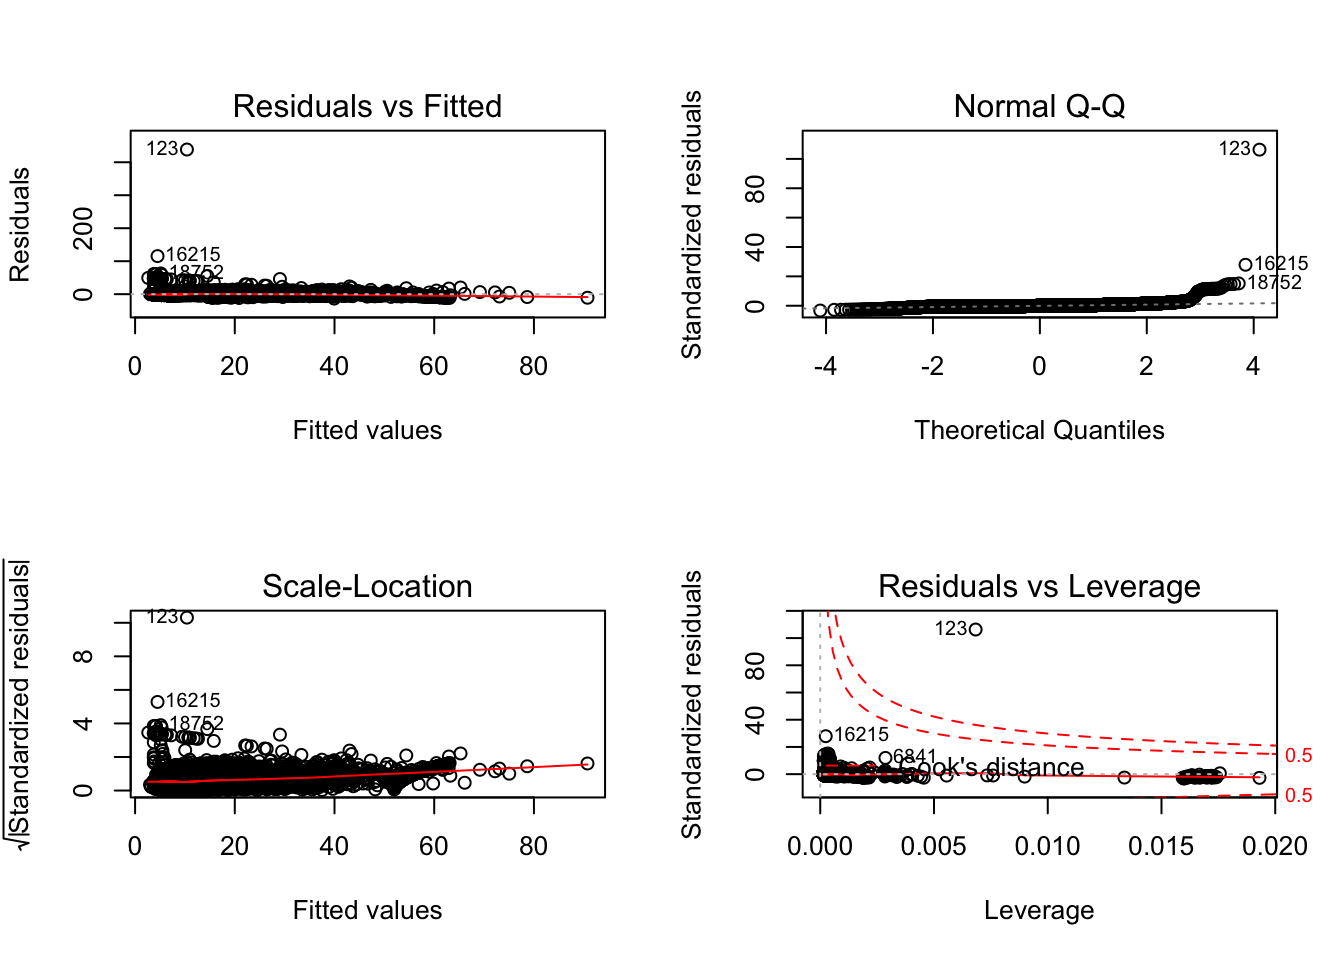 Residuals vs Fitted
Residuals
0
200
123
16215
18752
0 20 40 60 80
Fitted values
Normal Q-Q
Standardized residuals
0 40 80
123
16215
18752
-4 -2 0 2 4
Theoretical Quantiles
Scale-Location
√|Standardized residuals|
0 4 8
123
16215
18752
0 20 40 60 80
Fitted values
Residuals vs Leverage
Standardized residuals
0 40 80
123
16215
6841
ok's distance
0.5
0.5
0.000 0.005 0.010 0.015 0.020
Leverage